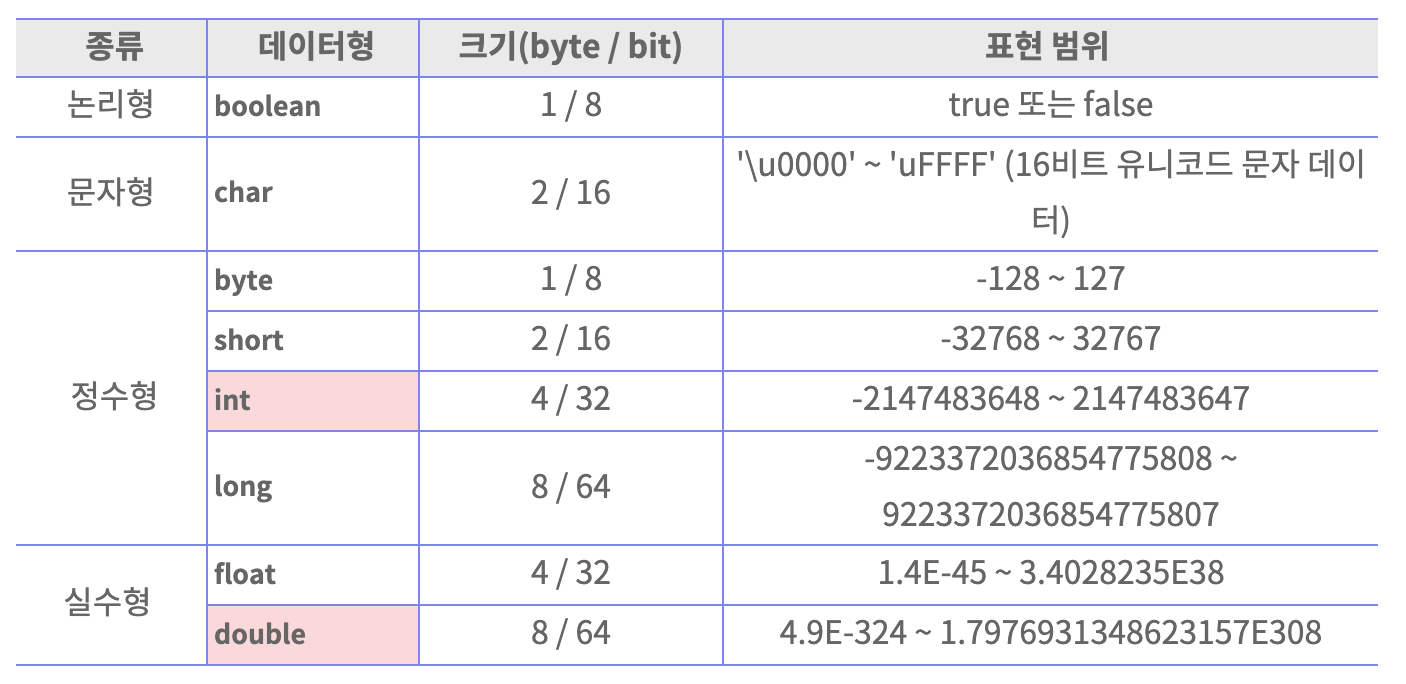 종류 데이터형 크기(byte / bit) 표현 범위
논리형 boolean 1 / 8 true 또는 false
문자형 char 2 / 16 '\u0000' ~ 'uFFFF' (16비트 유니코드 문자 데이
터)
정수형 byte 1 / 8 -128 ~ 127
short 2 / 16 -32768 ~ 32767
int 4 / 32 -2147483648 ~ 2147483647
long 8 / 64 -9223372036854775808 ~
9223372036854775807
실수형 float 4 / 32 1.4E-45 ~ 3.4028235E38
double 8 / 64 4.9E-324 ~ 1.7976931348623157E308